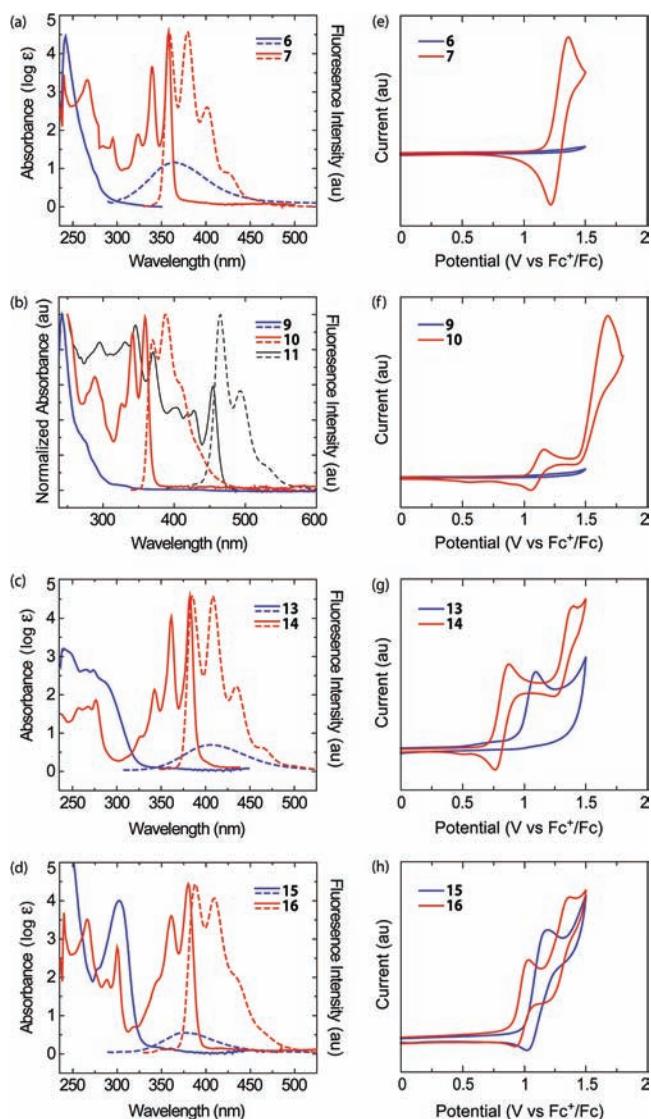 (a)
6
7
Absorbance (log ε)
5
4
3
2
1
0
250 300 350 400 450 500
Wavelength (nm)
Fluoresence Intensity (au)
(e)
6
7
Current (au)
0 0.5 1 1.5 2
Potential (V vs Fc+/Fc)
(b)
9
10
11
Normalized Absorbance (au)
300 350 400 450 500 550 600
Wavelength (nm)
Fluoresence Intensity (au)
(f)
9
10
Current (au)
0 0.5 1 1.5 2
Potential (V vs Fc+/Fc)
(c)
13
14
Absorbance (log ε)
5
4
3
2
1
0
250 300 350 400 450 500
Wavelength (nm)
Fluoresence Intensity (au)
(g)
13
14
Current (au)
0 0.5 1 1.5 2
Potential (V vs Fc+/Fc)
(d)
15
16
Absorbance (log ε)
5
4
3
2
1
0
250 300 350 400 450 500
Wavelength (nm)
Fluoresence Intensity (au)
(h)
15
16
Current (au)
0 0.5 1 1.5 2
Potential (V vs Fc+/Fc)